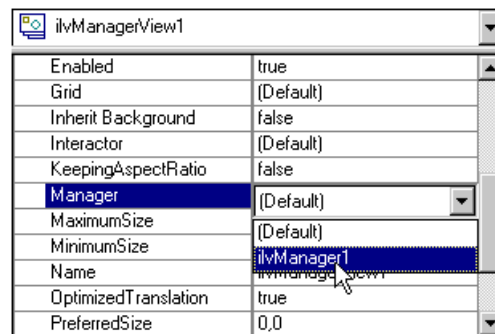 ilvManagerView1
Enabled true
Grid (Default)
Inherit Background false
Interactor (Default)
KeepingAspectRatio false
Manager (Default)
MaximumSize (Default)
MinimumSize ilvManager1
Name ilvManagerView1
OptimizedTranslation true
PreferredSize 0,0